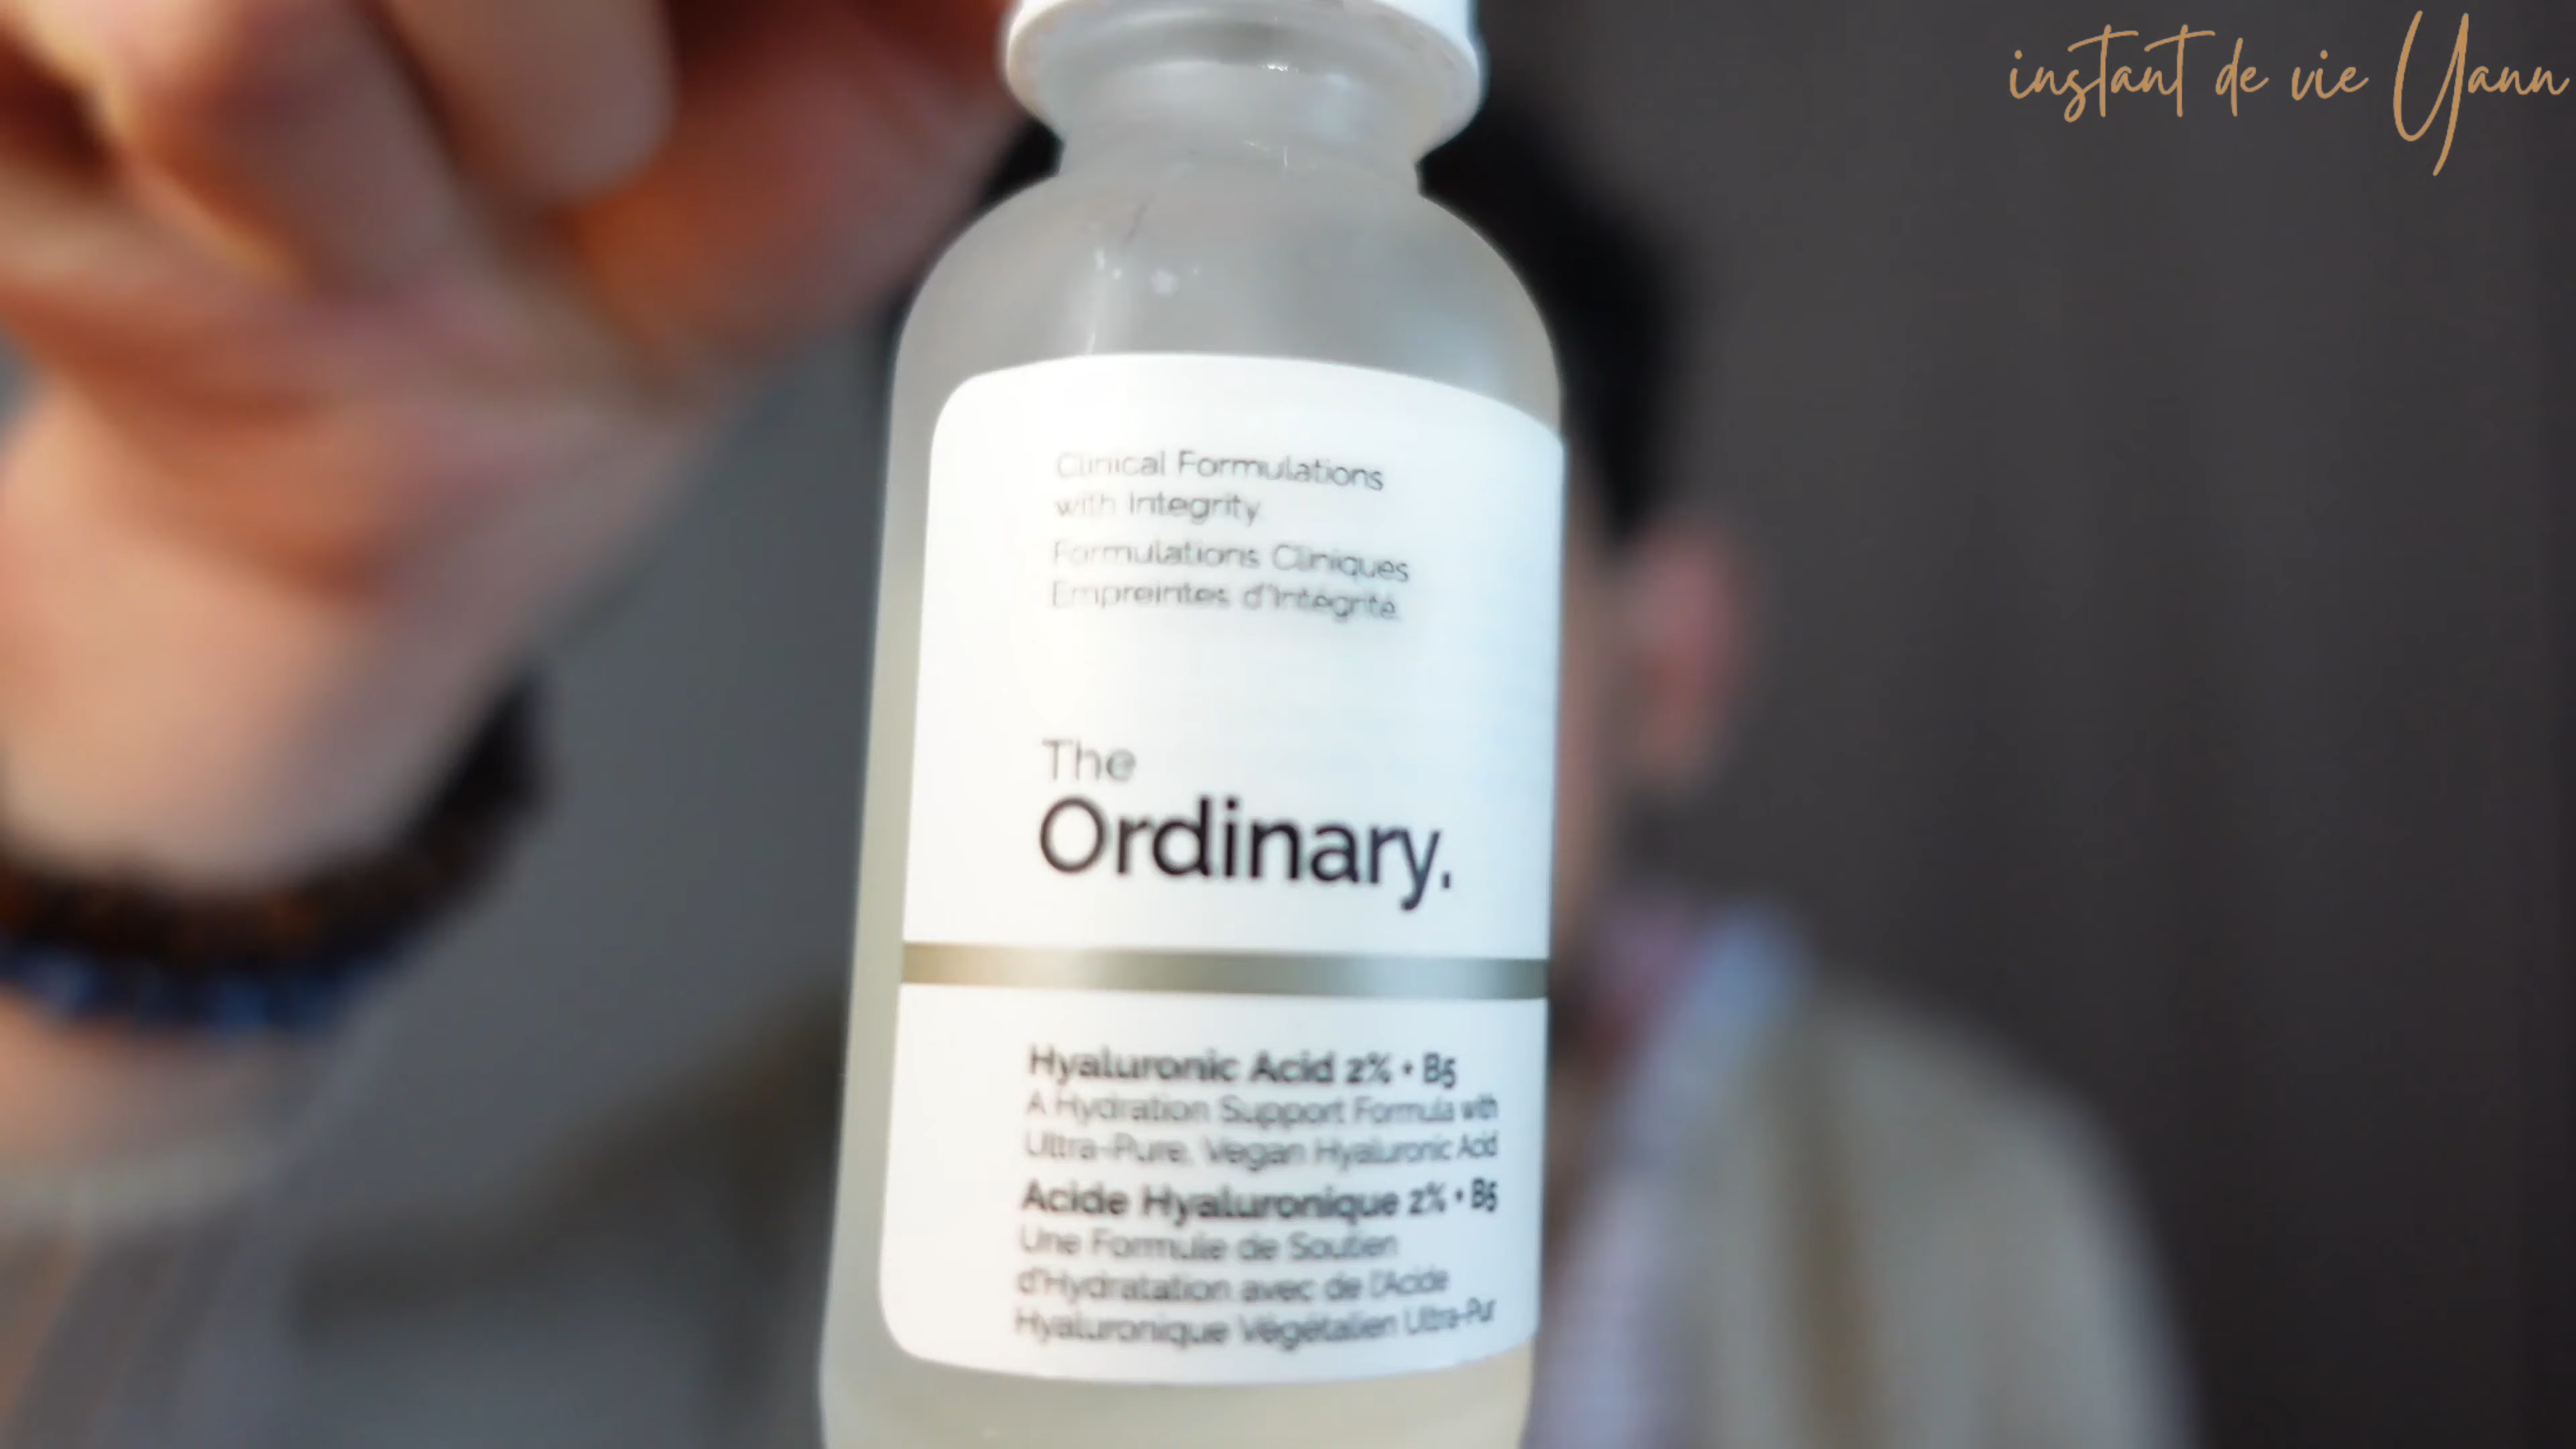 instant de vie Yann
Clinical Formulations
with Integrity.
Formulations Cliniques
Empreintes d'Intégrité.
The
Ordinary.
Hyaluronic Acid 2% + B5
A Hydration Support Formula with
Ultra-Pure, Vegan Hyaluronic Acid
Acide Hyaluronique 2% + B5
Une Formule de Soutien
d'Hydratation avec de l'Acide
Hyaluronique Végétalien Ultra-Pur